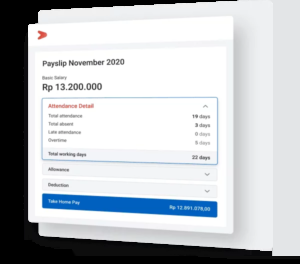 Payslip November 2020
Basic Salary
Rp 13.200.000
Attendance Detail
Total attendance 19 days
Total absent 3 days
Late attendance 0 days
Overtime 5 days
Total working days 22 days
Allowance
Deduction
Take Home Pay Rp 12.891.078,00